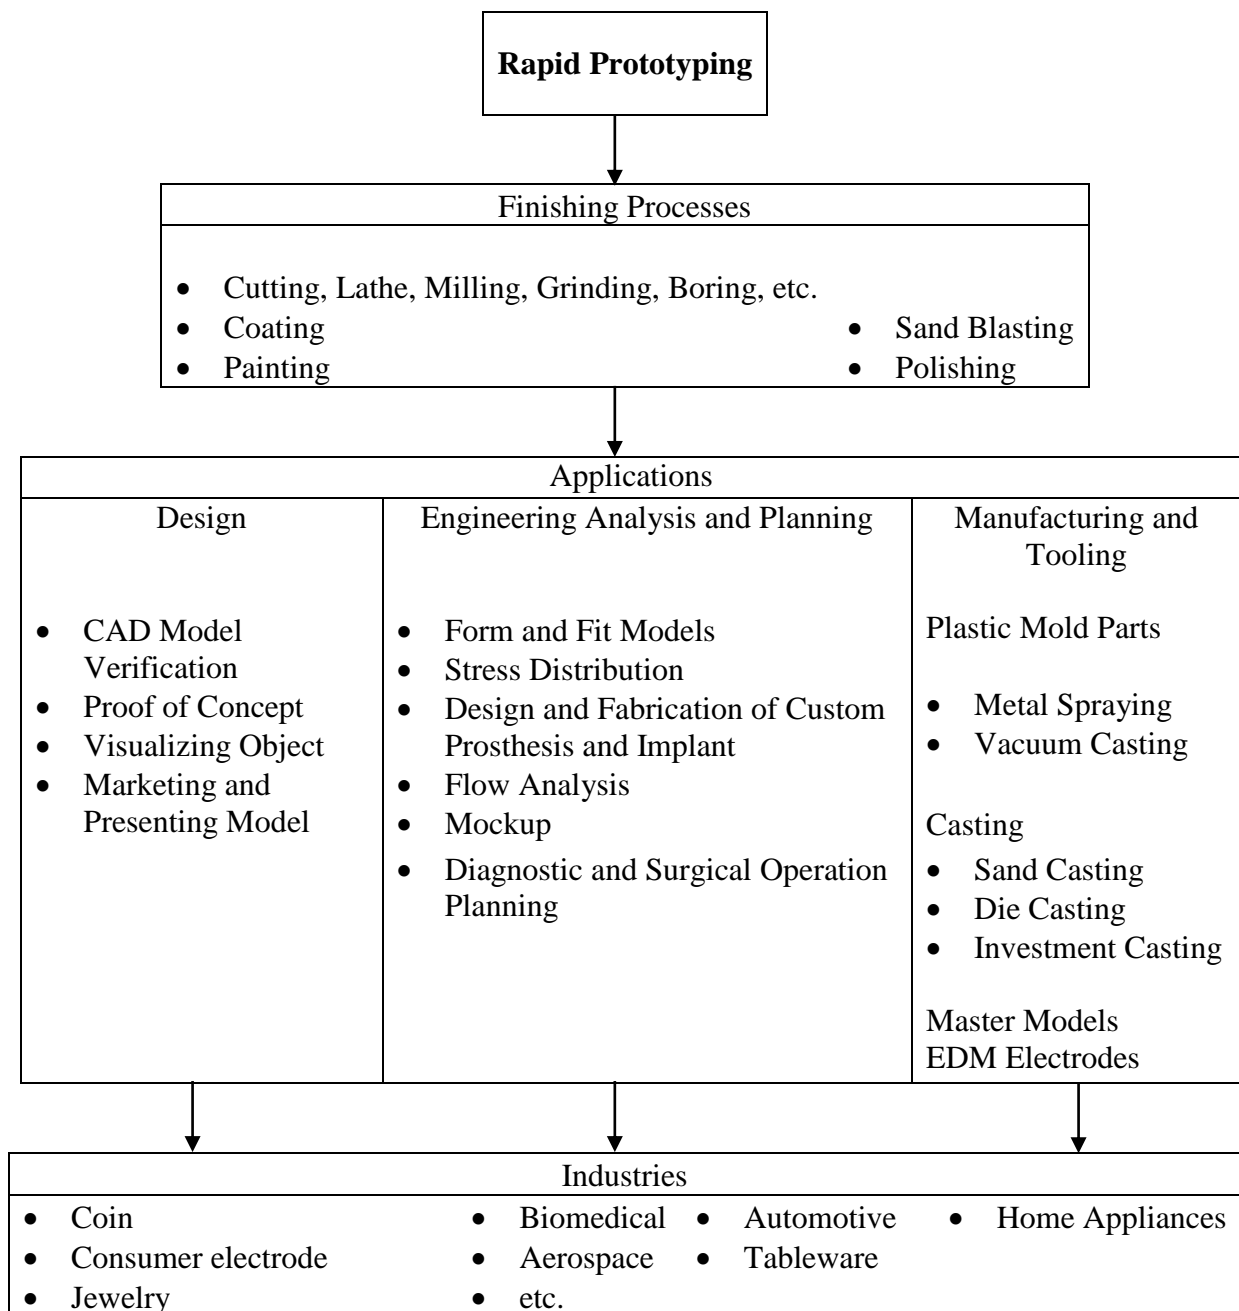 Rapid Prototyping
Finishing Processes
• Cutting, Lathe, Milling, Grinding, Boring, etc.
• Coating
• Painting
• Sand Blasting
• Polishing
Applications
Design
• CAD Model
Verification
• Proof of Concept
• Visualizing Object
• Marketing and
Presenting Model
Engineering Analysis and Planning
• Form and Fit Models
• Stress Distribution
• Design and Fabrication of Custom
Prosthesis and Implant
• Flow Analysis
• Mockup
• Diagnostic and Surgical Operation
Planning
Manufacturing and
Tooling
Plastic Mold Parts
• Metal Spraying
• Vacuum Casting
Casting
• Sand Casting
• Die Casting
• Investment Casting
Master Models
EDM Electrodes
Industries
• Coin
• Consumer electrode
• Jewelry
• Biomedical
• Aerospace
• etc.
• Automotive
• Tableware
• Home Appliances